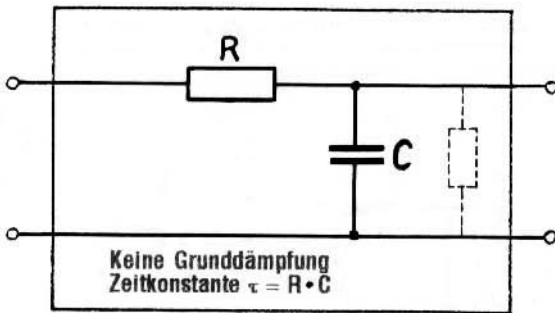 R
C
Keine Grunddämpfung
Zeitkonstante τ = R•C